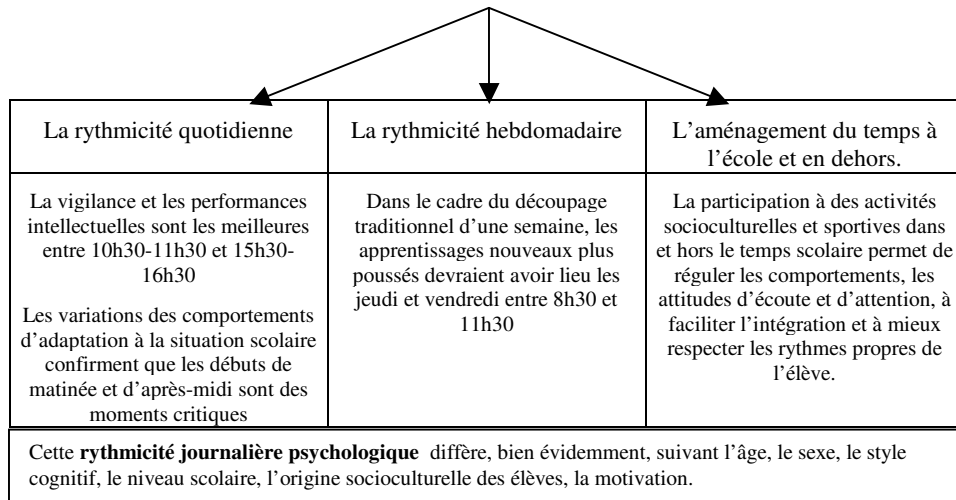 La rythmicité quotidienne
La vigilance et les performances
intellectuelles sont les meilleures
entre 10h30-11h30 et 15h30-
16h30
Les variations des comportements
d’adaptation à la situation scolaire
confirment que les débuts de
matinée et d’après-midi sont des
moments critiques
La rythmicité hebdomadaire
Dans le cadre du découpage
traditionnel d’une semaine, les
apprentissages nouveaux plus
poussés devraient avoir lieu les
jeudi et vendredi entre 8h30 et
11h30
L’aménagement du temps à
l’école et en dehors.
La participation à des activités
socioculturelles et sportives dans
et hors le temps scolaire permet de
réguler les comportements, les
attitudes d’écoute et d’attention, à
faciliter l’intégration et à mieux
respecter les rythmes propres de
l’élève.
Cette rythmicité journalière psychologique diffère, bien évidemment, suivant l’âge, le sexe, le style
cognitif, le niveau scolaire, l’origine socioculturelle des élèves, la motivation.